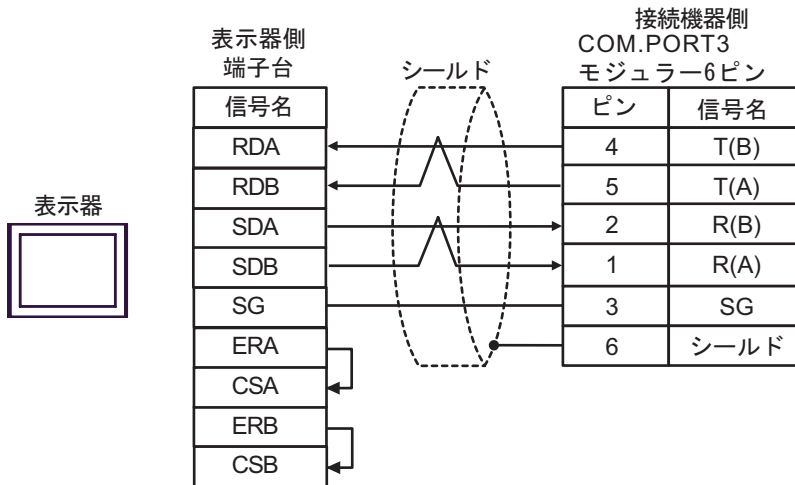 接続機器側
表示器側
COM.PORT3
端子台
シールド
モジュラー6ピン
信号名
ピン
信号名
RDA
4
T(B)
RDB
5
T(A)
表示器
SDA
2
R(B)
SDB
1
R(A)
SG
3
SG
ERA
6
シールド
CSA
ERB
CSB